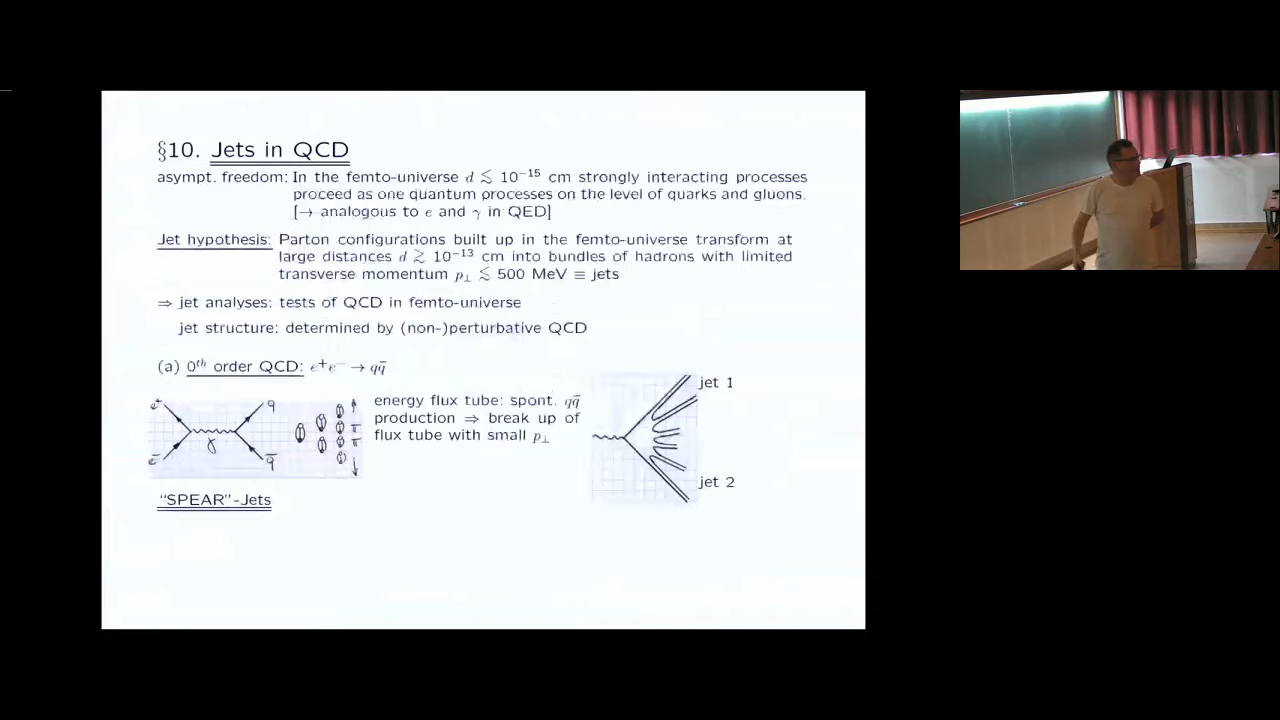 §10. Jets in QCD
asympt. freedom: In the femto-universe d ≲ 10⁻¹⁵ cm strongly interacting processes
proceed as one quantum processes on the level of quarks and gluons.
[→ analogous to e and γ in QED]
Jet hypothesis: Parton configurations built up in the femto-universe transform at
large distances d ≳ 10⁻¹³ cm into bundles of hadrons with limited
transverse momentum p⊥ ≲ 500 MeV ≡ jets
⇒ jet analyses: tests of QCD in femto-universe
jet structure: determined by (non-)perturbative QCD
(a) 0ᵗʰ order QCD: e⁺e⁻ → qq̄
e⁺ q
γ
e⁻ q̄
π
π
energy flux tube: spont. qq̄
production ⇒ break up of
flux tube with small p⊥
jet 1
jet 2
"SPEAR"-Jets